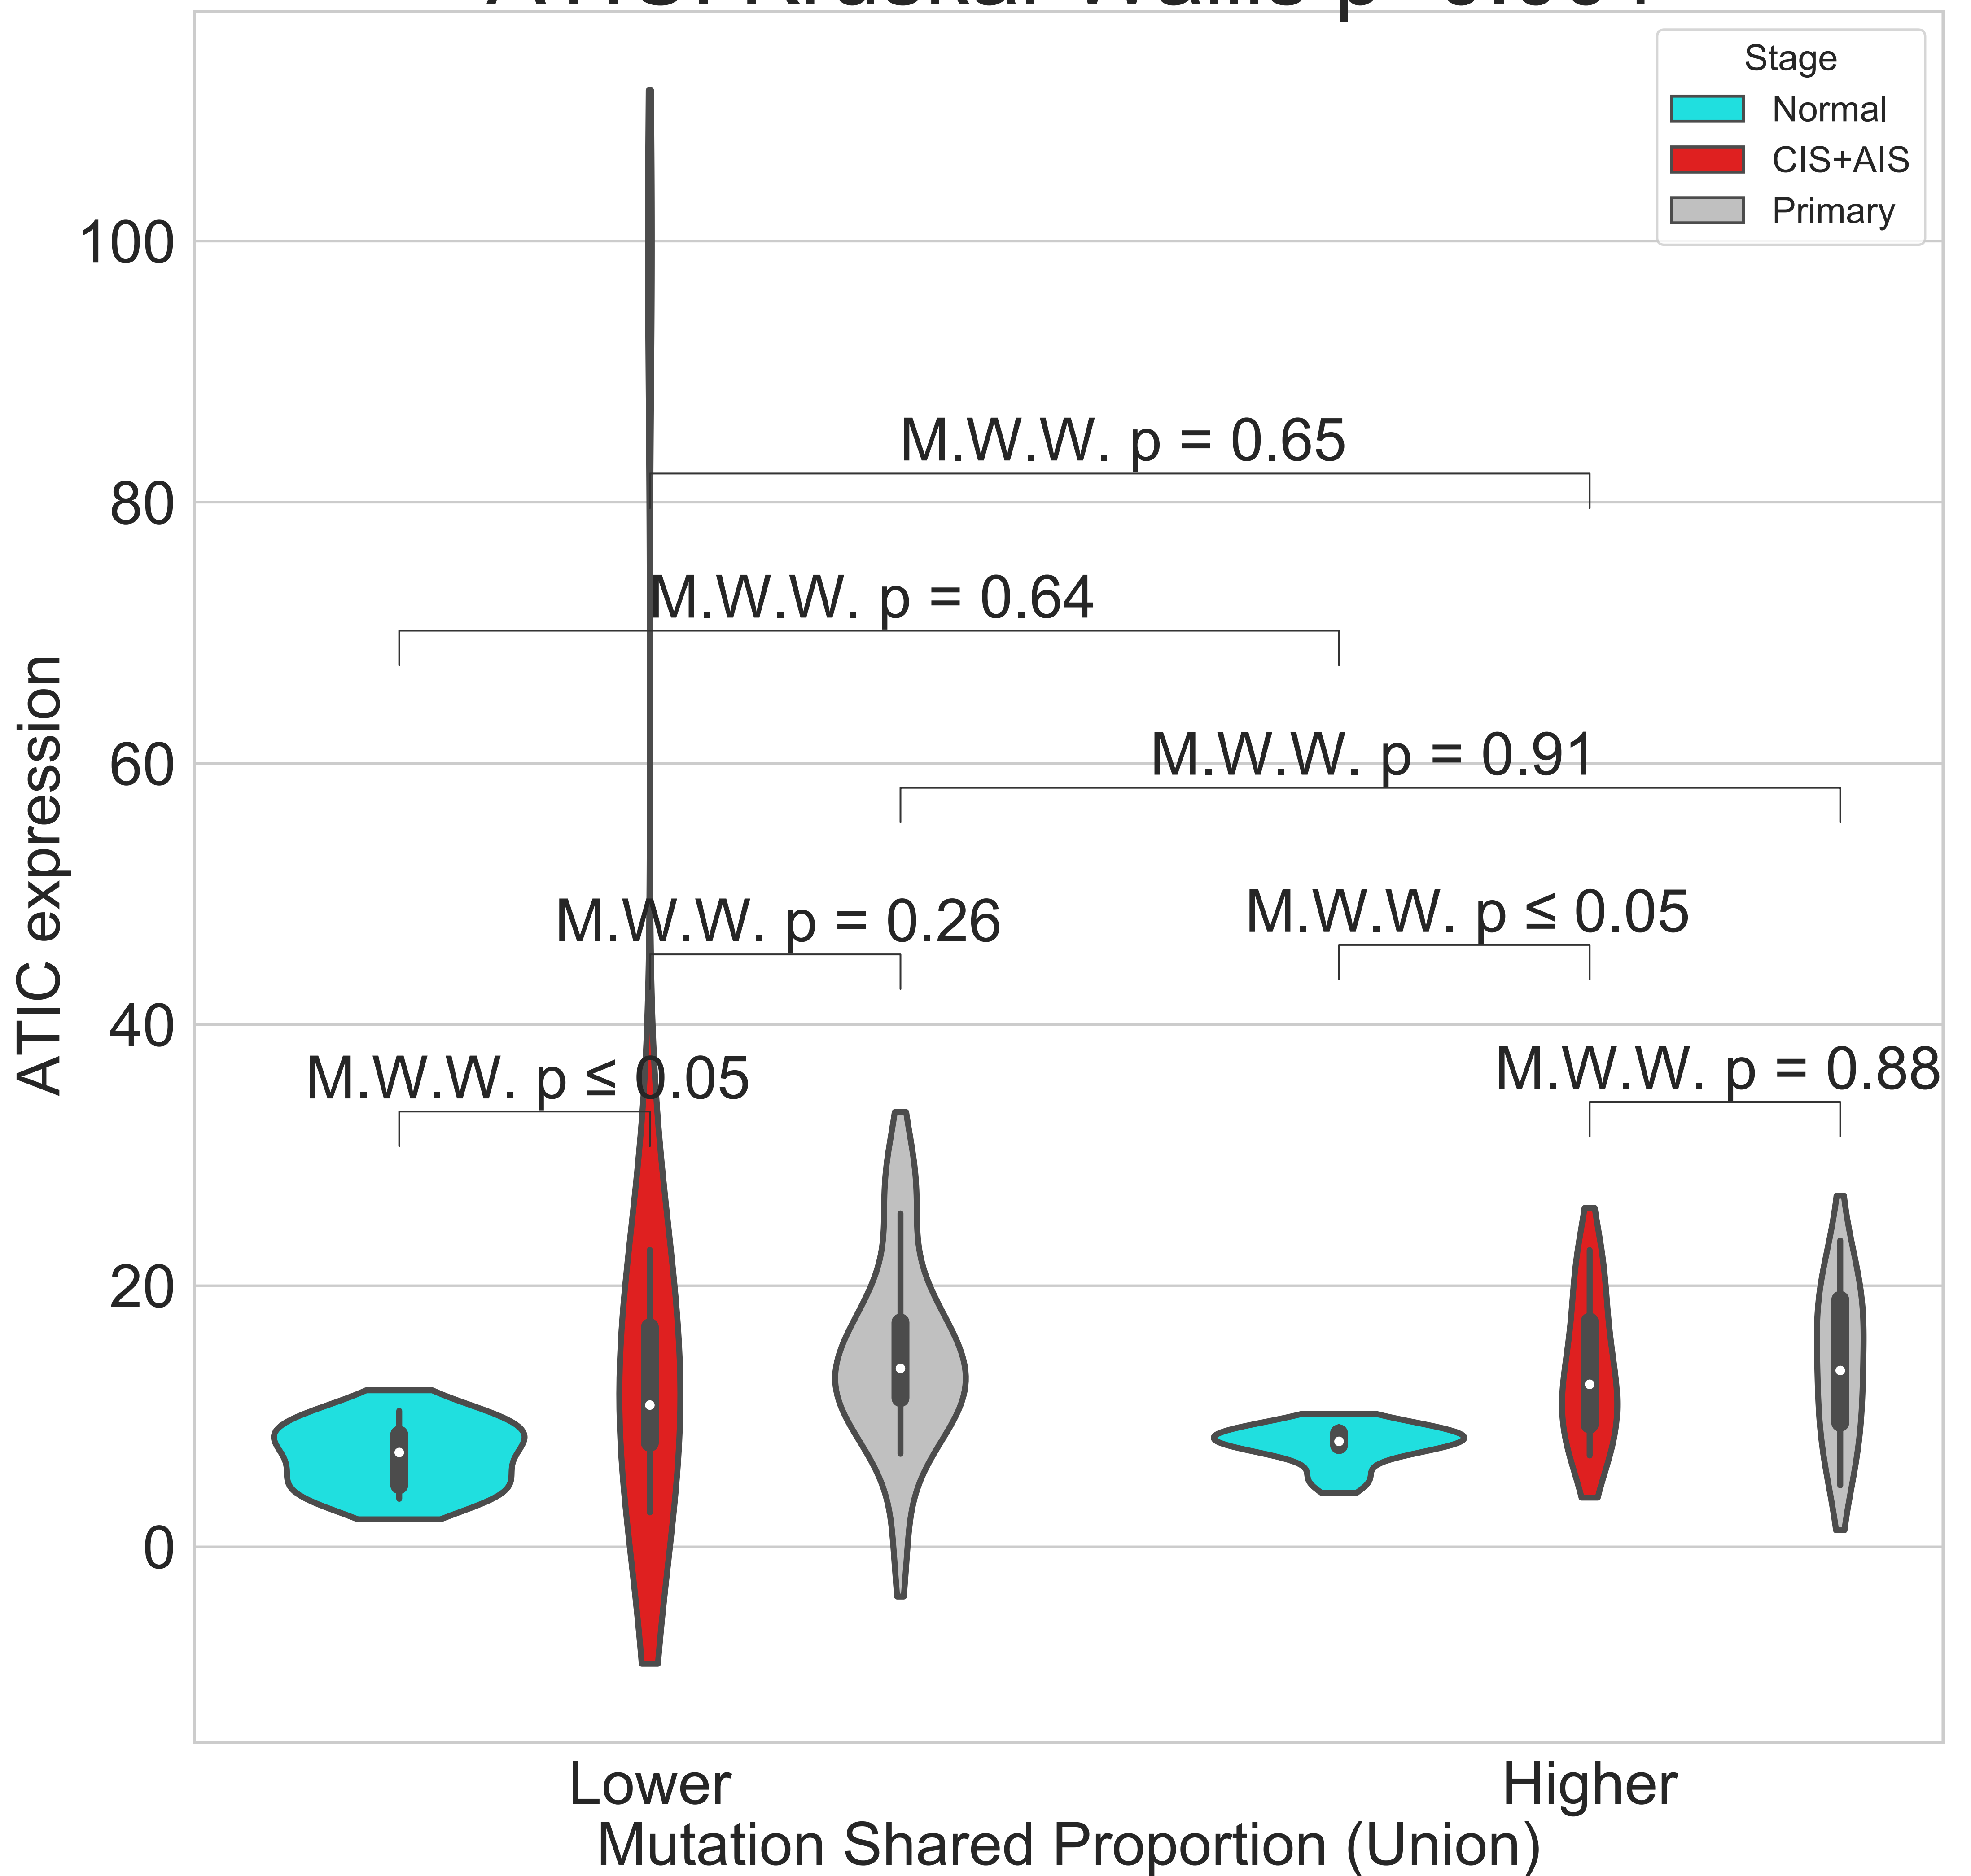 Stage
Normal
CIS+AIS
Primary
100
80
60
40
20
0
ATIC expression
M.W.W. p = 0.65
M.W.W. p = 0.64
M.W.W. p = 0.91
M.W.W. p = 0.26
M.W.W. p ≤ 0.05
M.W.W. p ≤ 0.05
M.W.W. p = 0.88
Lower
Higher
Mutation Shared Proportion (Union)